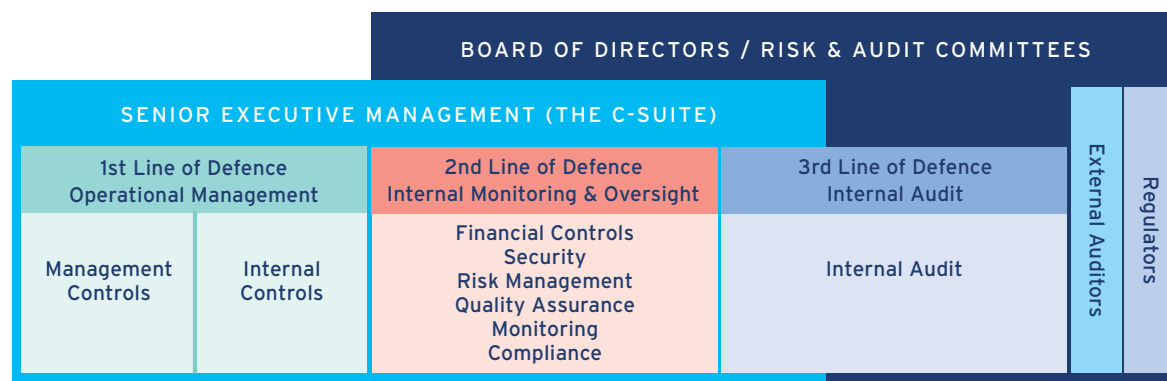 BOARD OF DIRECTORS / RISK & AUDIT COMMITTEES
SENIOR EXECUTIVE MANAGEMENT (THE C-SUITE)
1st Line of Defence
Operational Management
Management
Controls
Internal
Controls
2nd Line of Defence
Internal Monitoring & Oversight
Financial Controls
Security
Risk Management
Quality Assurance
Monitoring
Compliance
3rd Line of Defence
Internal Audit
Internal Audit
External Auditors
Regulators